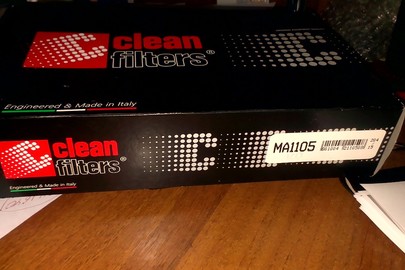 clean
filters®
Engineered & Made in Italy
clean
filters®
Engineered & Made in Italy
MA1105